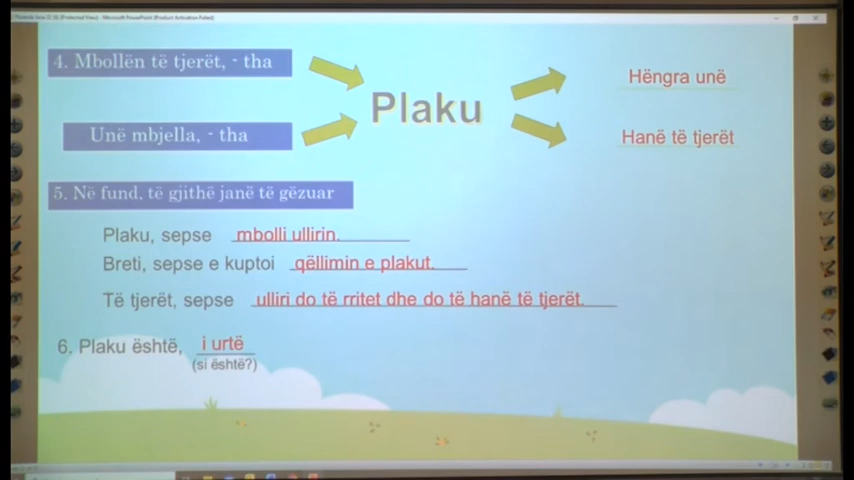 4. Mbollën të tjerët, - tha
Hëngra unë
Plaku
Unë mbjella, - tha
Hanë të tjerët
5. Në fund, të gjithë janë të gëzuar
Plaku, sepse mbolli ullirin.
Breti, sepse e kuptoi qëllimin e plakut.
Të tjerët, sepse ulliri do të rritet dhe do të hanë të tjerët.
6. Plaku është, i urtë
(si është?)